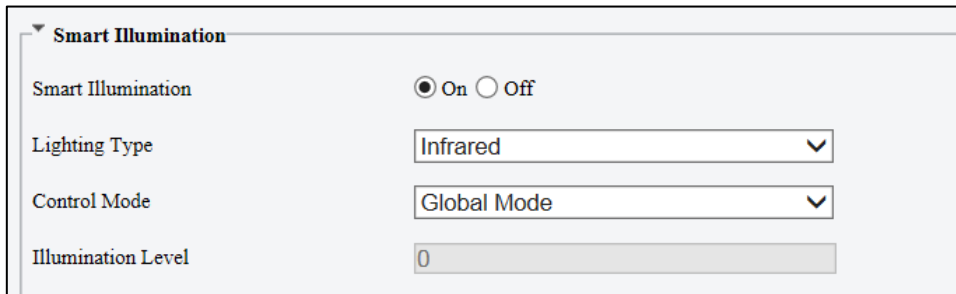 Smart Illumination
Smart Illumination On Off
Lighting Type Infrared
Control Mode Global Mode
Illumination Level 0